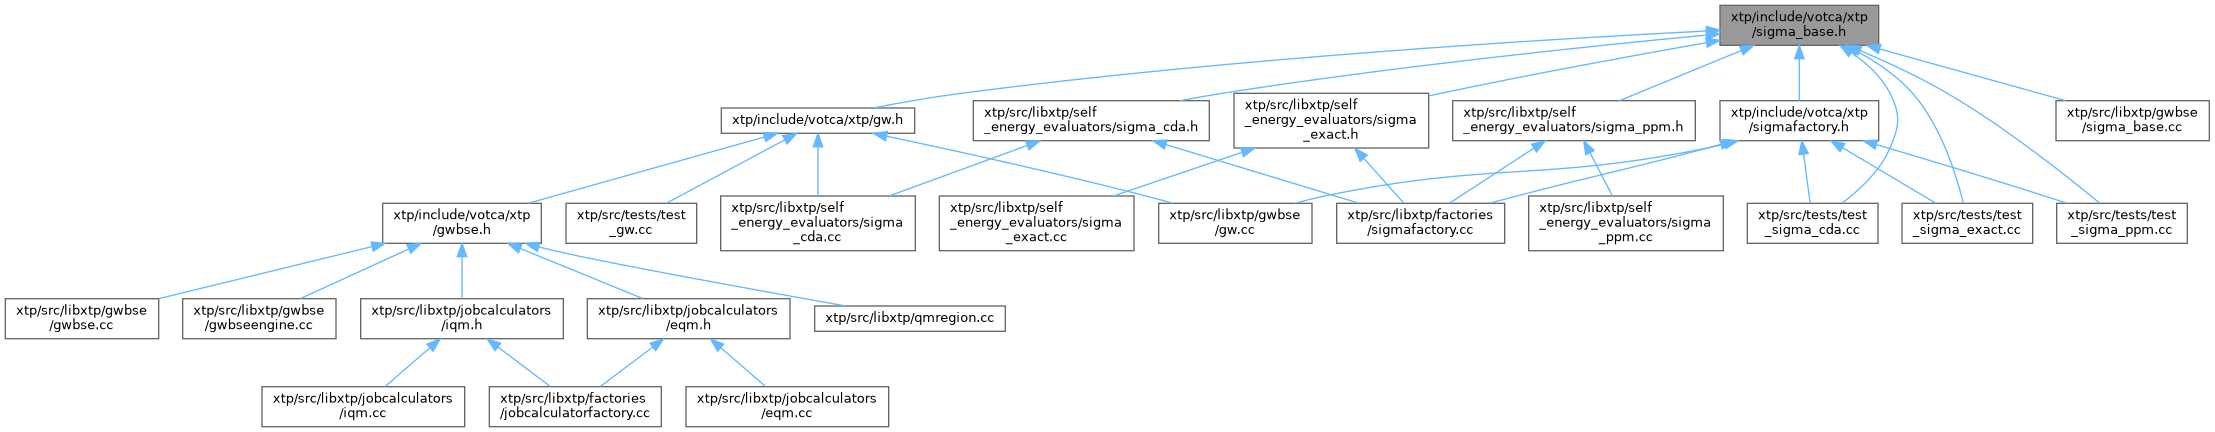 xtp/include/votca/xtp
/sigma_base.h
xtp/include/votca/xtp/gw.h
xtp/src/libxtp/self
_energy_evaluators/sigma_cda.h
xtp/src/libxtp/self
_energy_evaluators/sigma
_exact.h
xtp/src/libxtp/self
_energy_evaluators/sigma_ppm.h
xtp/include/votca/xtp
/sigmafactory.h
xtp/src/libxtp/gwbse
/sigma_base.cc
xtp/include/votca/xtp
/gwbse.h
xtp/src/tests/test
_gw.cc
xtp/src/libxtp/self
_energy_evaluators/sigma
_cda.cc
xtp/src/libxtp/self
_energy_evaluators/sigma
_exact.cc
xtp/src/libxtp/gwbse
/gw.cc
xtp/src/libxtp/factories
/sigmafactory.cc
xtp/src/libxtp/self
_energy_evaluators/sigma
_ppm.cc
xtp/src/tests/test
_sigma_cda.cc
xtp/src/tests/test
_sigma_exact.cc
xtp/src/tests/test
_sigma_ppm.cc
xtp/src/libxtp/gwbse
/gwbse.cc
xtp/src/libxtp/gwbse
/gwbseengine.cc
xtp/src/libxtp/jobcalculators
/iqm.h
xtp/src/libxtp/jobcalculators
/eqm.h
xtp/src/libxtp/qmregion.cc
xtp/src/libxtp/jobcalculators
/iqm.cc
xtp/src/libxtp/factories
/jobcalculatorfactory.cc
xtp/src/libxtp/jobcalculators
/eqm.cc